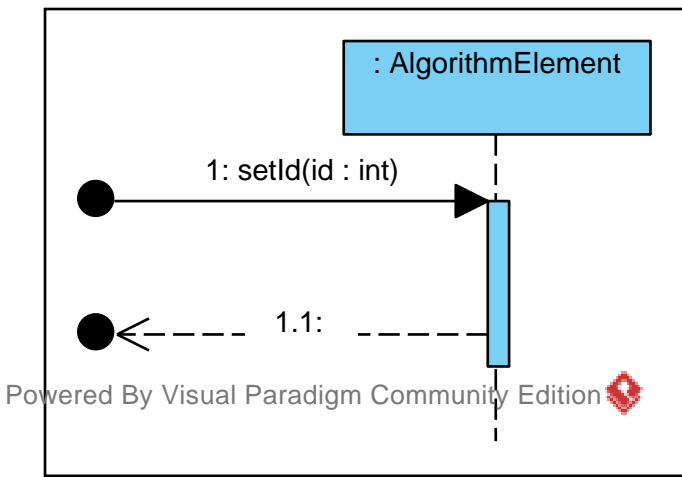 : AlgorithmElement
1: setId(id : int)
1.1:
Powered By Visual Paradigm Community Edition